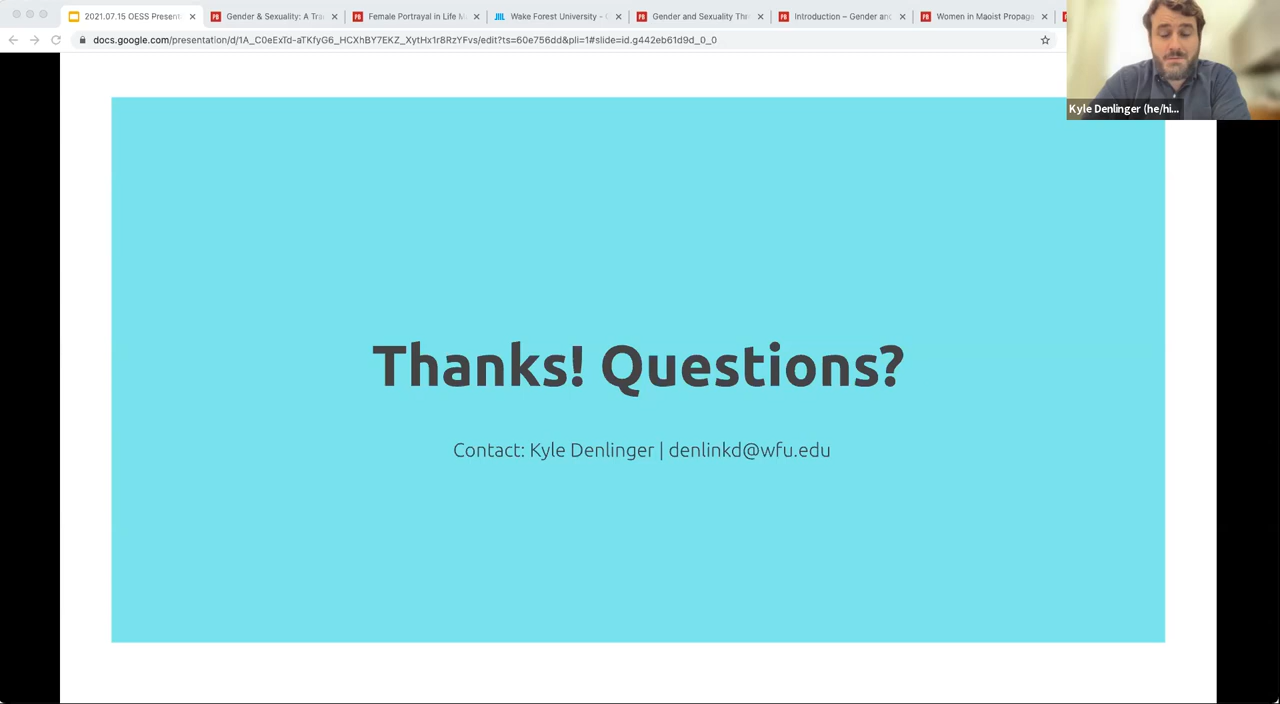 2021.07.15 OESS Present
Gender & Sexuality: A Tra
Female Portrayal in Life M
Wake Forest University -
Gender and Sexuality Thr
Introduction – Gender and
Women in Maoist Propaga
docs.google.com/presentation/d/1A_C0eExTd-aTKfyG6_HCXhBY7EKZ_XytHx1r8RzYFvs/edit?ts=60e756dd&pli=1#slide=id.g442eb61d9d_0_0
Kyle Denlinger (he/hi...
Thanks! Questions?
Contact: Kyle Denlinger | denlinkd@wfu.edu